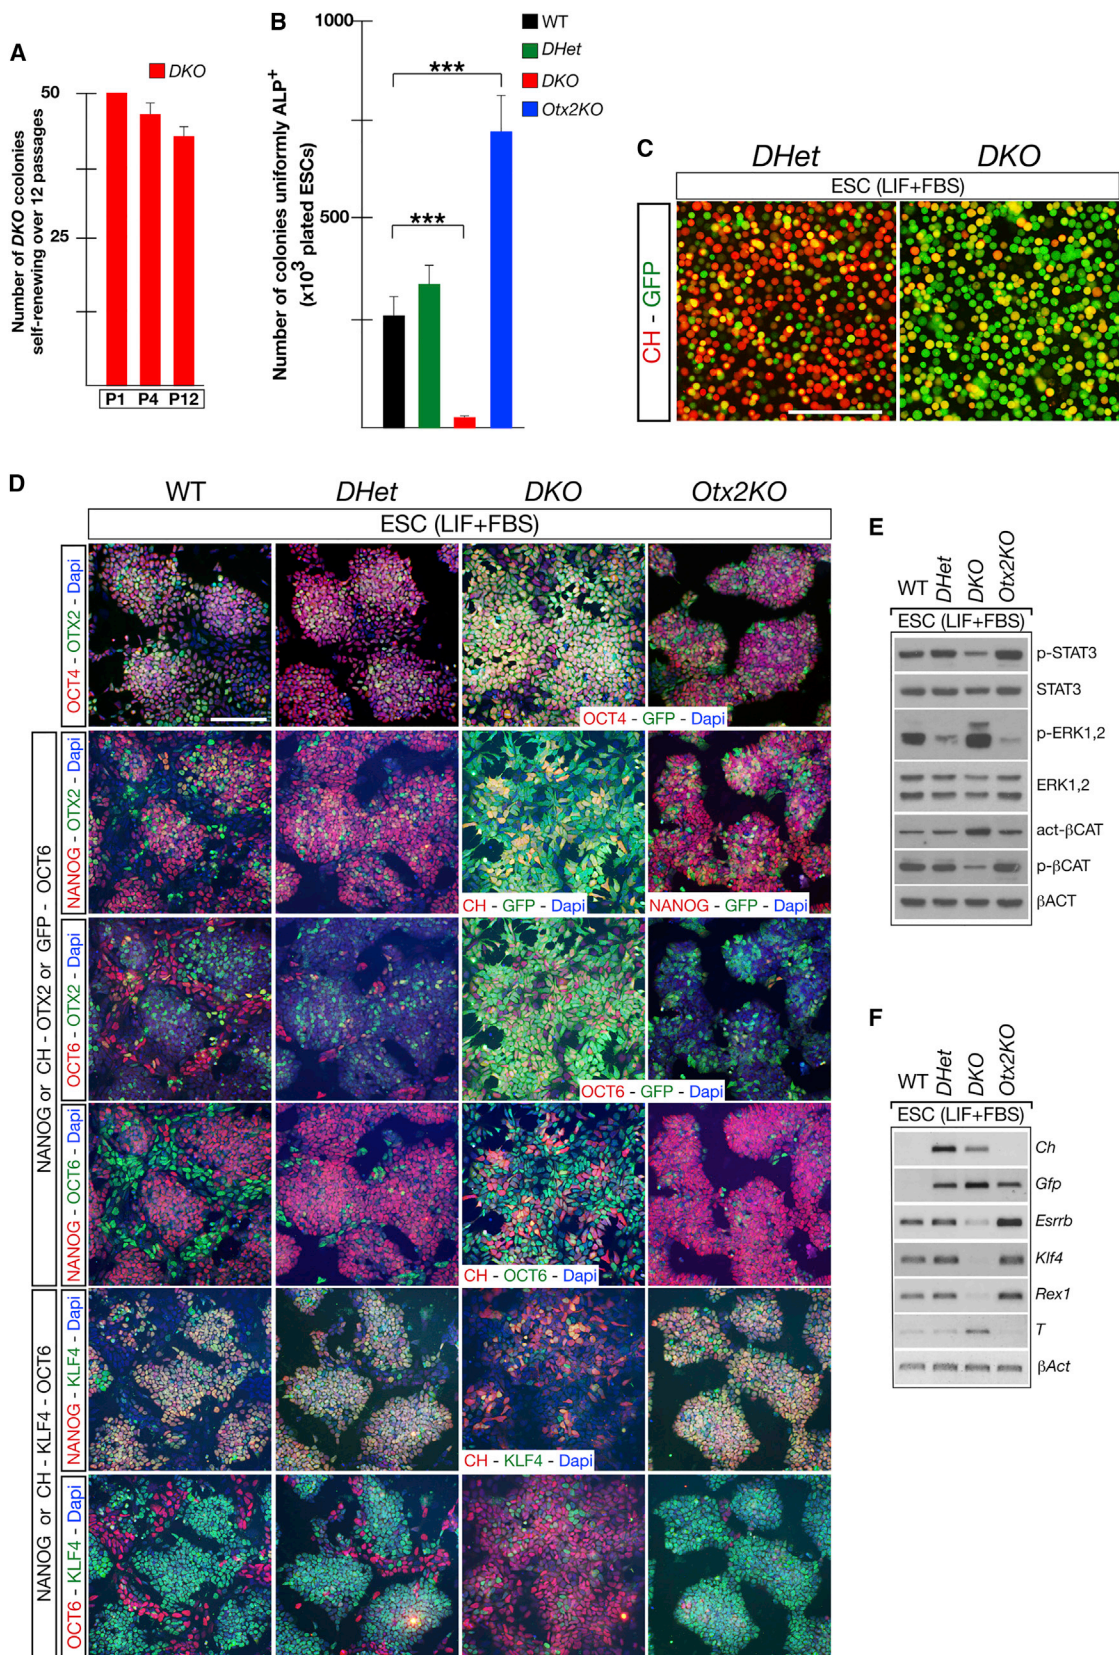 A
DKO
Number of DKO ccolonies
self-renewing over 12 passages
50
25
P1 P4 P12
B
Number of colonies uniformly ALP+
(x10³ plated ESCs)
1000
500
***
***
WT
DHet
DKO
Otx2KO
C
DHet DKO
ESC (LIF+FBS)
CH - GFP
D
WT DHet DKO Otx2KO
ESC (LIF+FBS)
OCT4 - OTX2 - Dapi
OCT4 - GFP - Dapi
NANOG or CH - OTX2 or GFP - OCT6
NANOG - OTX2 - Dapi
CH - GFP - Dapi
NANOG - GFP - Dapi
OCT6 - OTX2 - Dapi
OCT6 - GFP - Dapi
NANOG - OCT6 - Dapi
CH - OCT6 - Dapi
NANOG or CH - KLF4 - OCT6
NANOG - KLF4 - Dapi
CH - KLF4 - Dapi
OCT6 - KLF4 - Dapi
E
WT DHet DKO Otx2KO
ESC (LIF+FBS)
p-STAT3
STAT3
p-ERK1,2
ERK1,2
act-βCAT
p-βCAT
βACT
F
WT DHet DKO Otx2KO
ESC (LIF+FBS)
Ch
Gfp
Esrrb
Klf4
Rex1
T
βAct